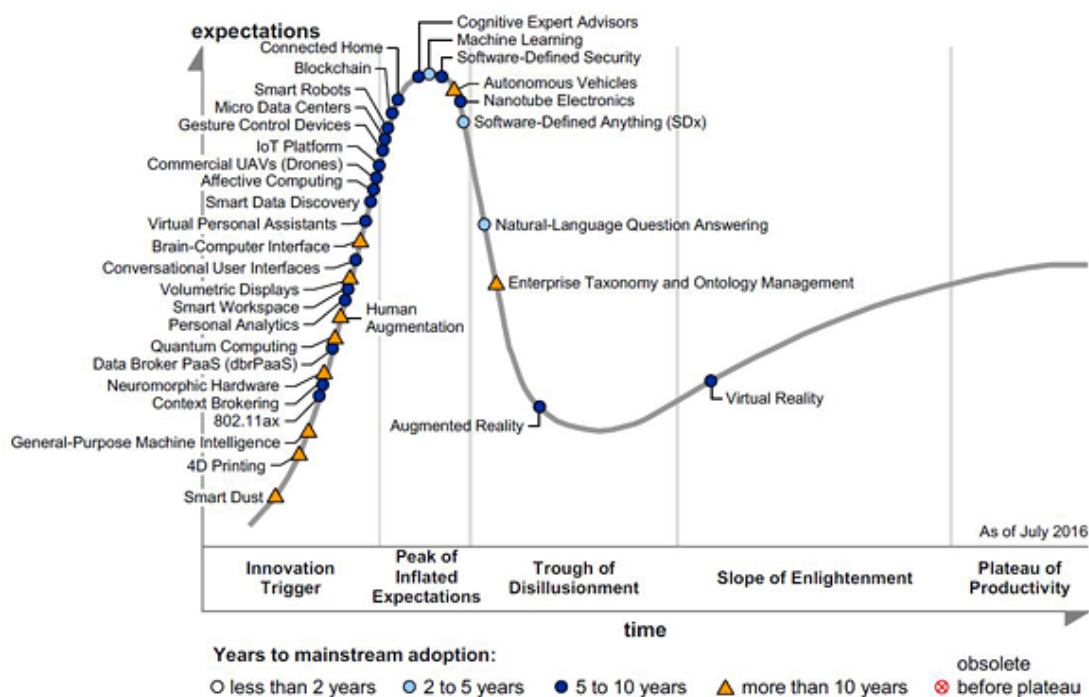 expectations
Cognitive Expert Advisors
Connected Home
Machine Learning
Software-Defined Security
Blockchain
Autonomous Vehicles
Smart Robots
Nanotube Electronics
Micro Data Centers
Software-Defined Anything (SDx)
Gesture Control Devices
IoT Platform
Commercial UAVs (Drones)
Affective Computing
Smart Data Discovery
Virtual Personal Assistants
Natural-Language Question Answering
Brain-Computer Interface
Conversational User Interfaces
Volumetric Displays
Enterprise Taxonomy and Ontology Management
Smart Workspace
Human
Augmentation
Personal Analytics
Quantum Computing
Data Broker PaaS (dbrPaaS)
Neuromorphic Hardware
Context Brokering
Virtual Reality
802.11ax
Augmented Reality
General-Purpose Machine Intelligence
4D Printing
Smart Dust
As of July 2016
Innovation
Trigger
Peak of
Inflated
Expectations
Trough of
Disillusionment
Slope of Enlightenment
Plateau of
Productivity
time
Years to mainstream adoption:
less than 2 years
2 to 5 years
5 to 10 years
more than 10 years
obsolete
before plateau